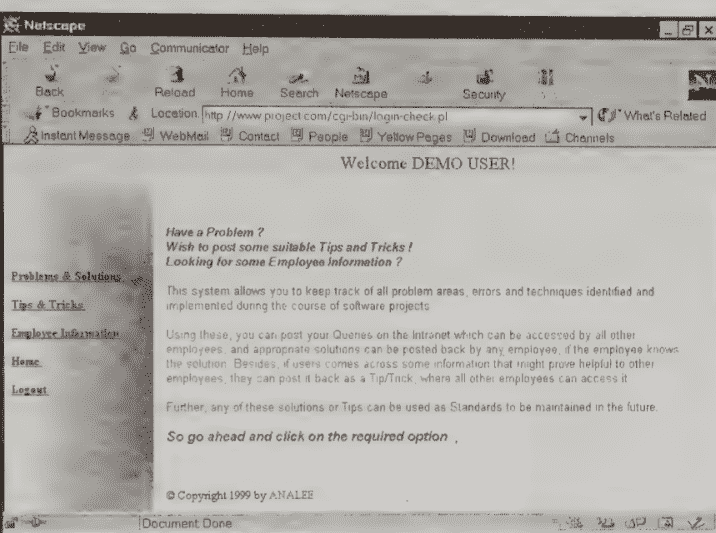 Netscape
File Edit View Go Communicator Help
Back Reload Home Search Netscape Security
Bookmarks Location http://www.project.com/cgi-bin/login-check.pl What's Related
Instant Message WebMail Contact People Yellow Pages Download Channels
Welcome DEMO USER!
Have a Problem ?
Wish to post some suitable Tips and Tricks !
Looking for some Employee Information ?
Problems & Solutions
This system allows you to keep track of all problem areas, errors and techniques identified and
implemented during the course of software projects
Tips & Tricks
Employee Information
Home
Logout
Using these, you can post your Queries on the Intranet which can be accessed by all other
employees, and appropriate solutions can be posted back by any employee, if the employee knows
the solution. Besides, if users comes across some information that might prove helpful to other
employees, they can post it back as a Tip/Trick, where all other employees can access it
Further, any of these solutions or Tips can be used as Standards to be maintained in the future.
So go ahead and click on the required option .
© Copyright 1999 by ANALEE
Document Done